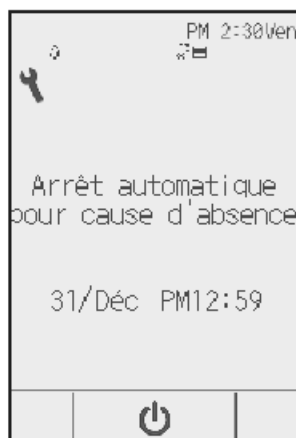 PM 2:30Ven
Arrêt automatique
pour cause d'absence
31/Déc PM12:59